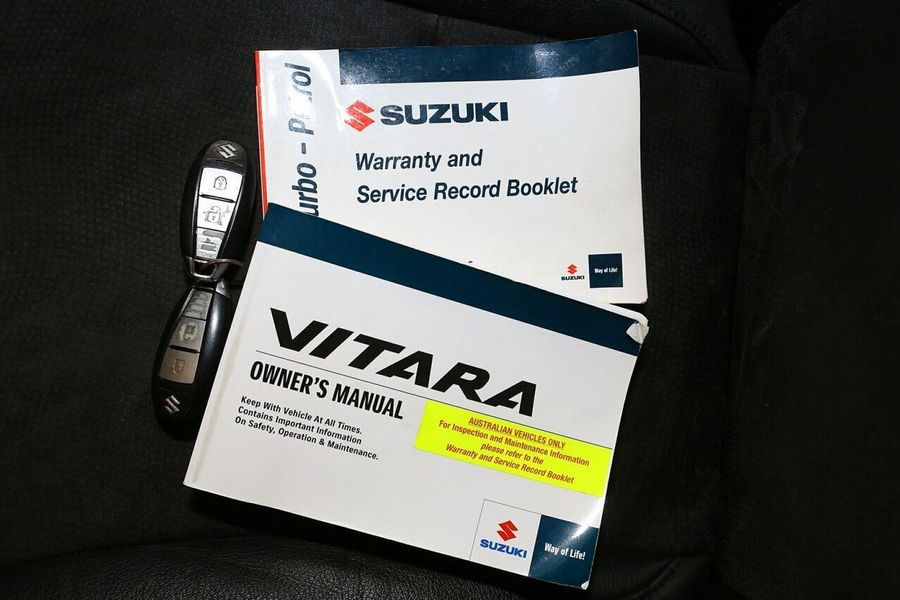 SUZUKI
Warranty and
Service Record Booklet
SUZUKI
Way of Life!
VITARA
OWNER'S MANUAL
Keep With Vehicle At All Times.
Contains Important Information
On Safety, Operation & Maintenance.
AUSTRALIAN VEHICLES ONLY
For Inspection and Maintenance Information
please refer to the
Warranty and Service Record Booklet
SUZUKI
Way of Life!